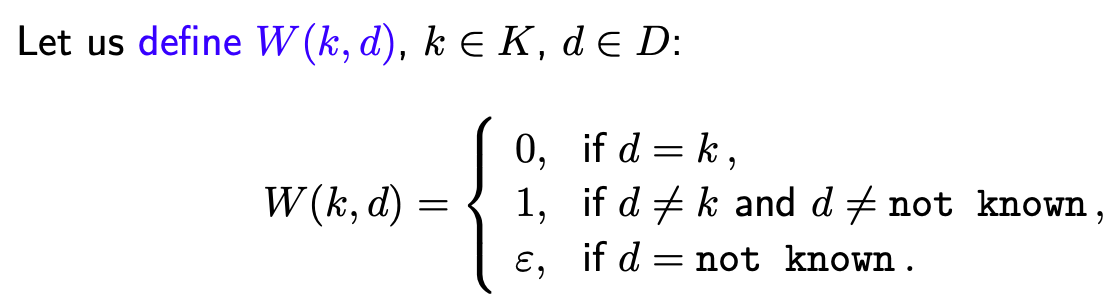 Let us define W(k, d), k ∈ K, d ∈ D:
W(k, d) = { 0, if d = k,
1, if d ≠ k and d ≠ not known,
ε, if d = not known.